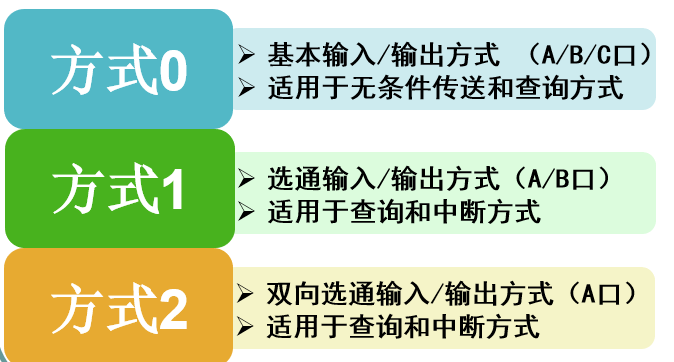 方式0
➢ 基本输入/输出方式 （A/B/C口）
➢ 适用于无条件传送和查询方式
方式1
➢ 选通输入/输出方式（A/B口）
➢ 适用于查询和中断方式
方式2
➢ 双向选通输入/输出方式（A口）
➢ 适用于查询和中断方式